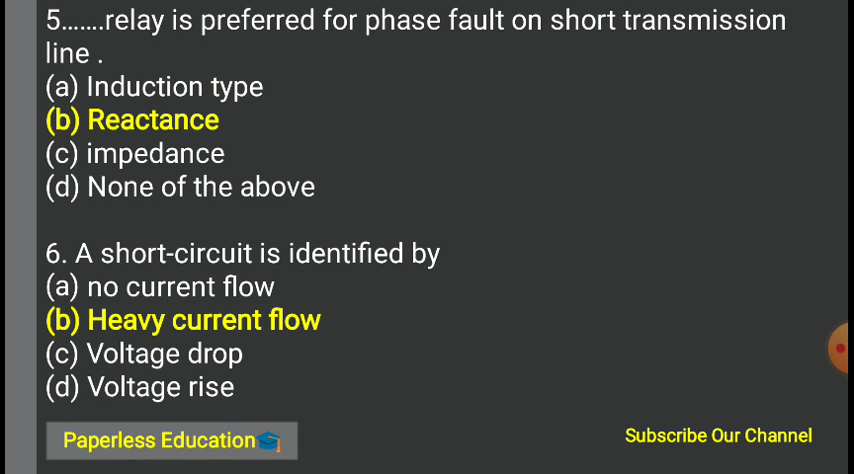 5.......relay is preferred for phase fault on short transmission
line .
(a) Induction type
(b) Reactance
(c) impedance
(d) None of the above
6. A short-circuit is identified by
(a) no current flow
(b) Heavy current flow
(c) Voltage drop
(d) Voltage rise
Paperless Education
Subscribe Our Channel